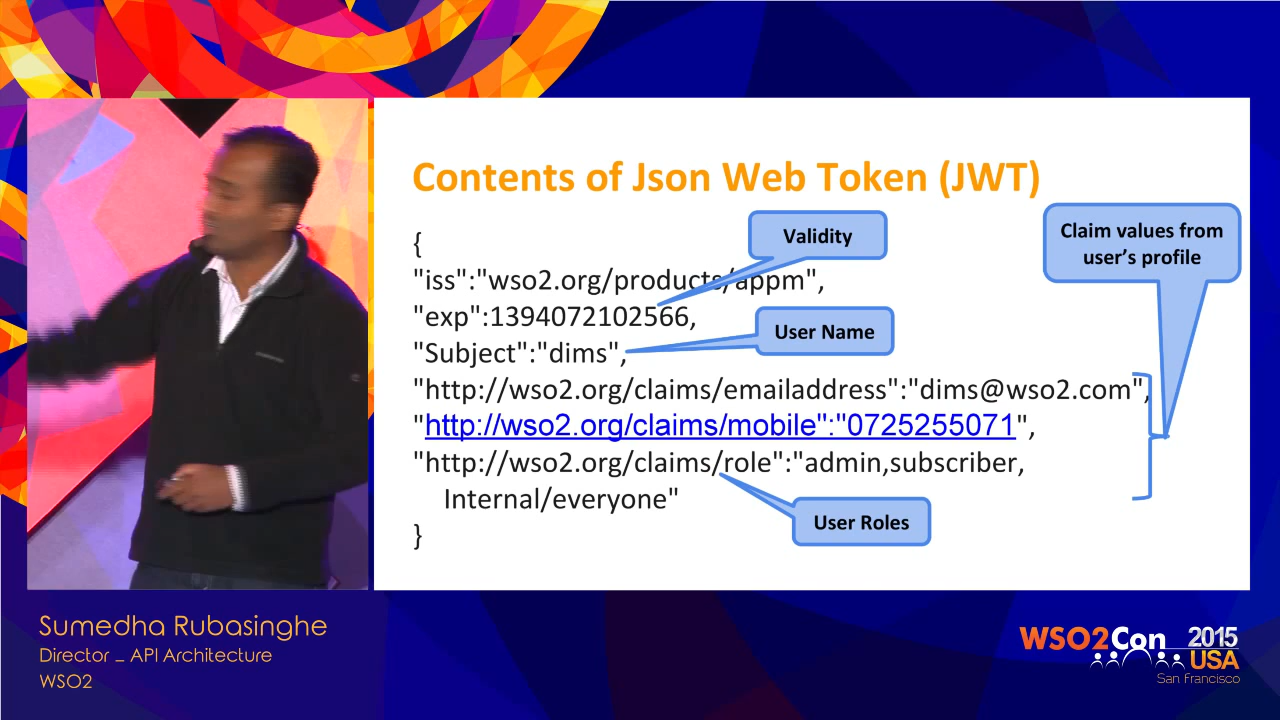 Contents of Json Web Token (JWT)
Validity
Claim values from
user's profile
{
"iss":"wso2.org/products/appm",
"exp":1394072102566,
User Name
"Subject":"dims",
"http://wso2.org/claims/emailaddress":"dims@wso2.com",
"http://wso2.org/claims/mobile":"0725255071",
"http://wso2.org/claims/role":"admin,subscriber,
Internal/everyone"
User Roles
}
Sumedha Rubasinghe
Director _ API Architecture
WSO2
WSO2Con 2015
USA
San Francisco